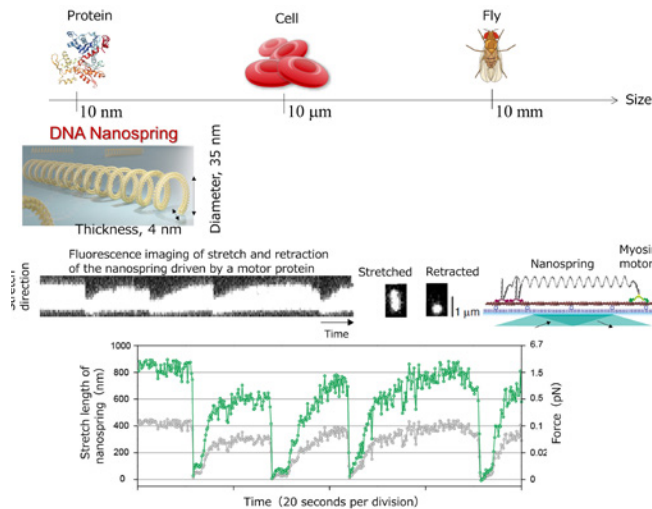 Protein
Cell
Fly
10 nm
10 μm
10 mm
Size
DNA Nanospring
Diameter, 35 nm
Thickness, 4 nm
Fluorescence imaging of stretch and retraction
of the nanospring driven by a motor protein
direction
Time
Stretched
Retracted
1 μm
Nanospring
Myosin
motor
Stretch length of
nanospring (nm)
1000
800
600
400
200
0
6.7
1.5
0.5
0.1
0.02
0
Force (pN)
Time (20 seconds per division)